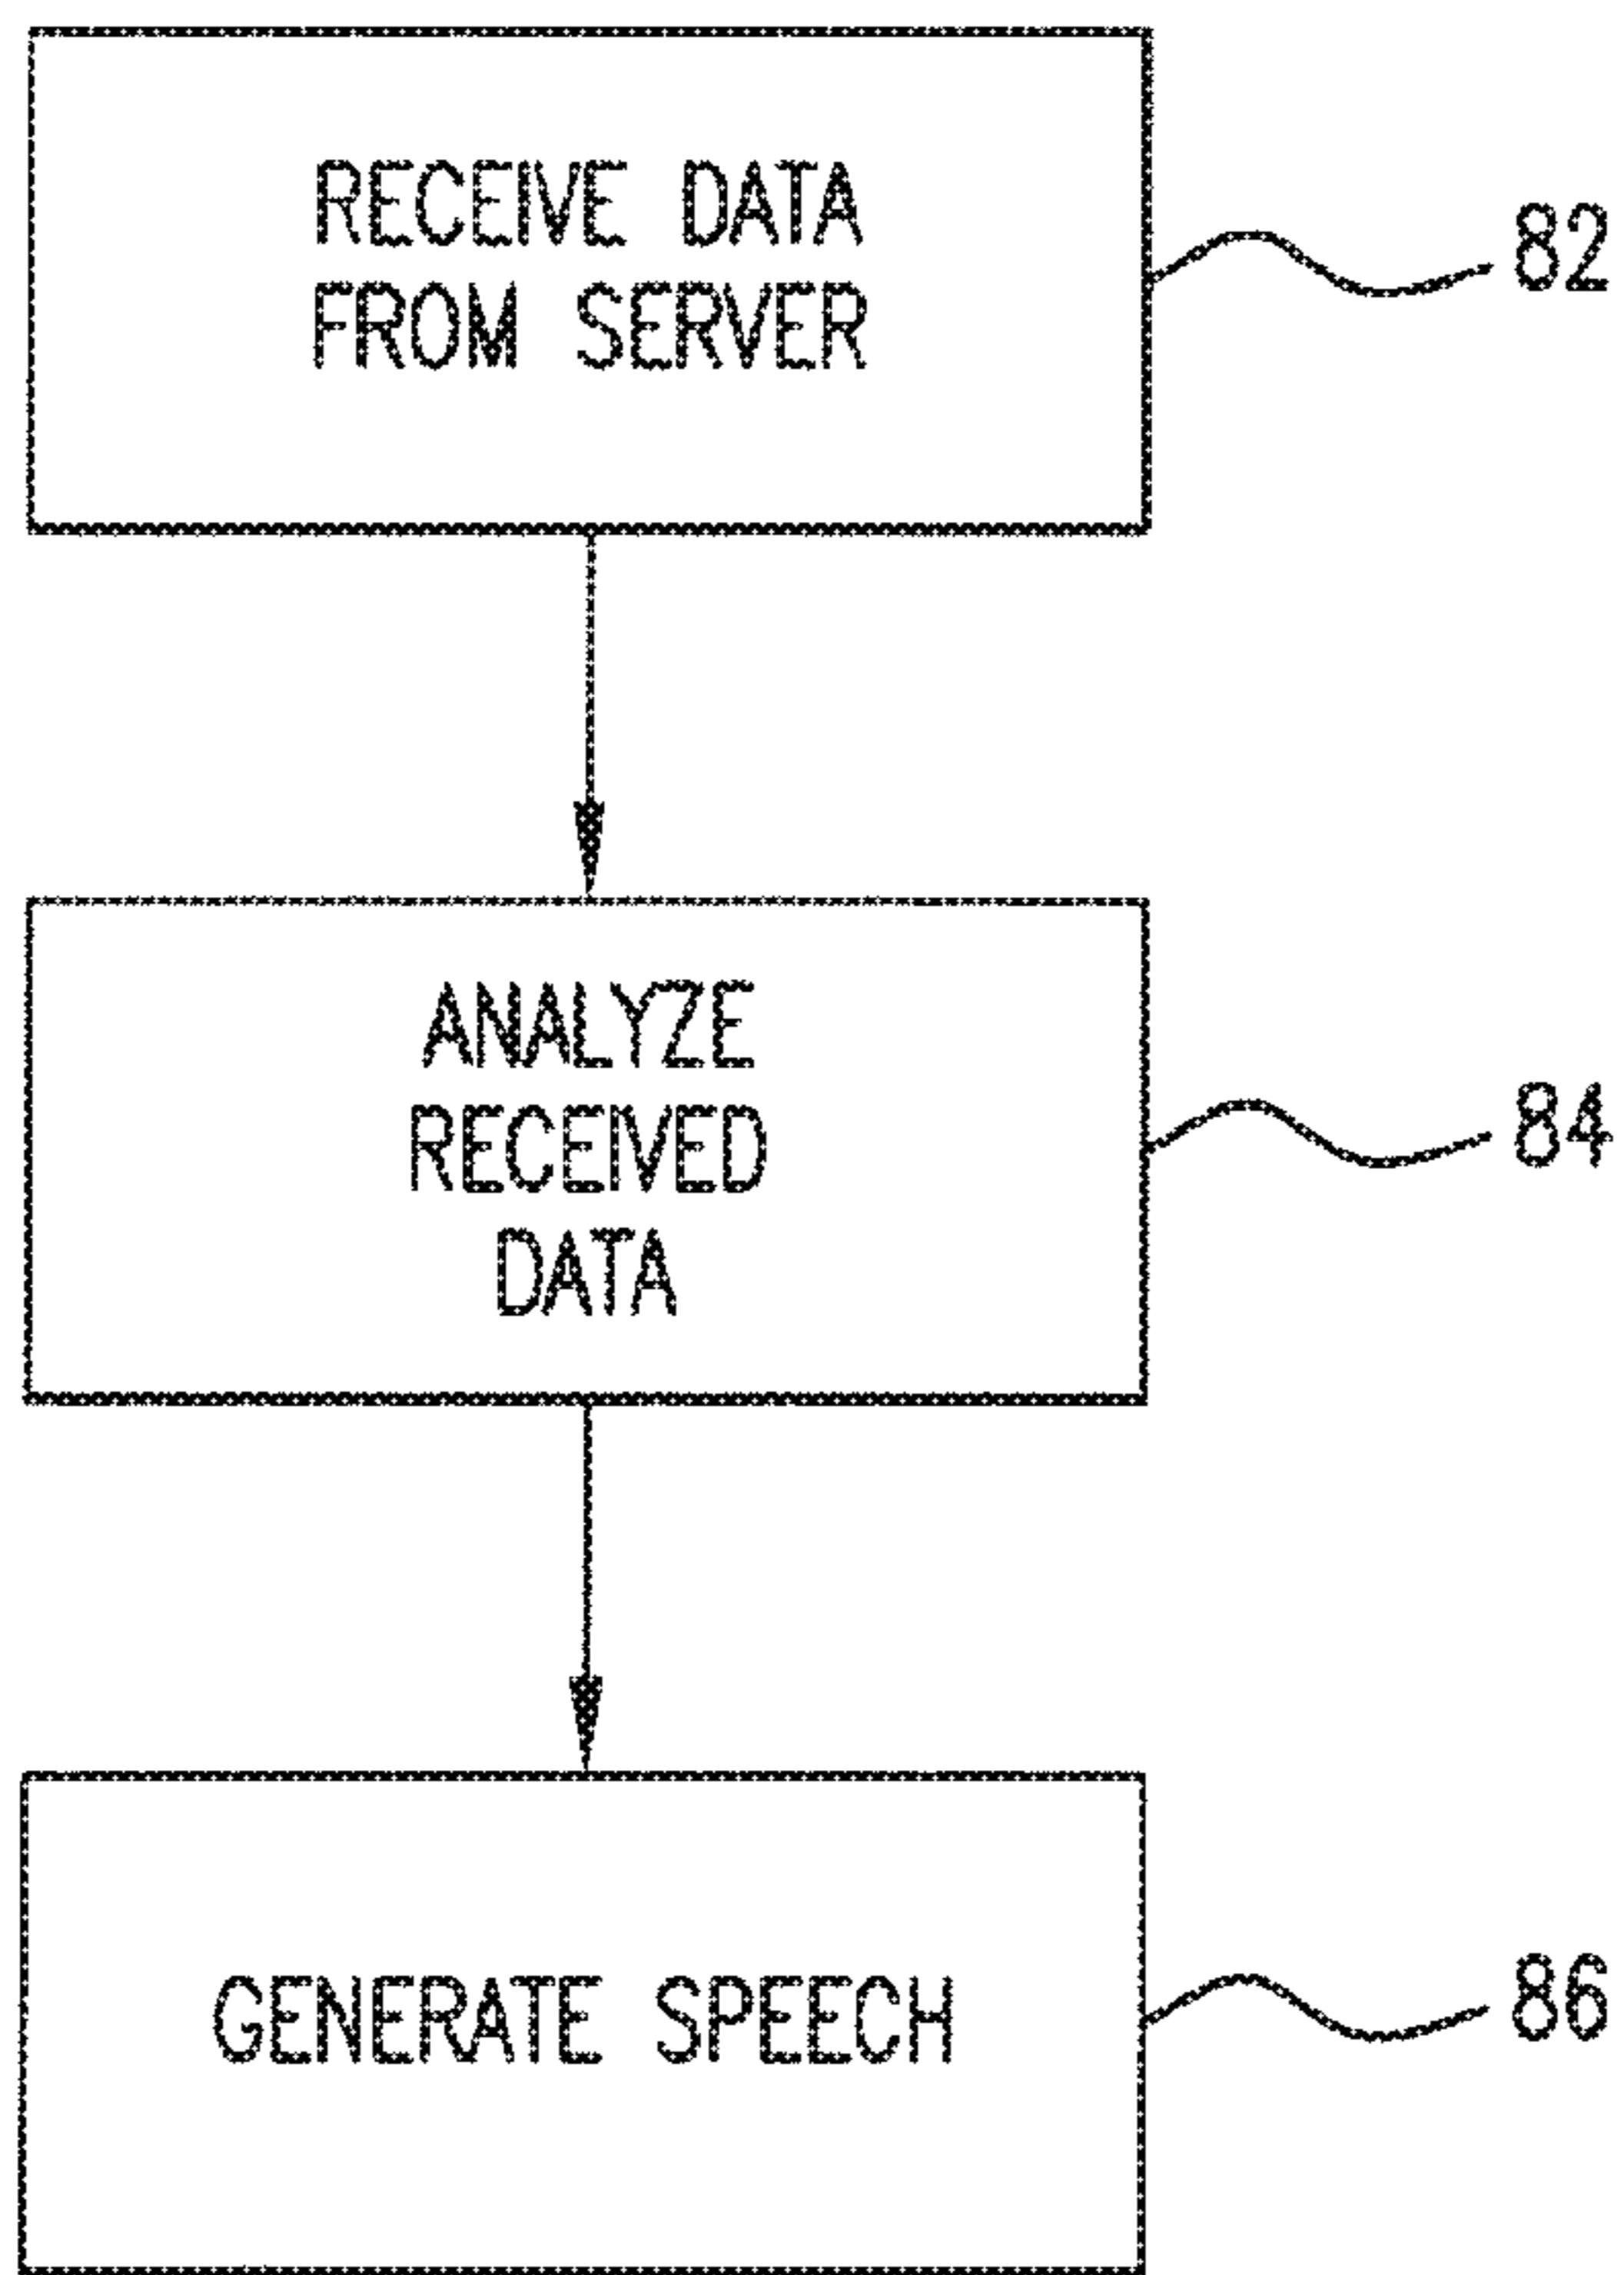 RECEIVE DATA
FROM SERVER
82
ANALYZE
RECEIVED
DATA
84
GENERATE SPEECH
86